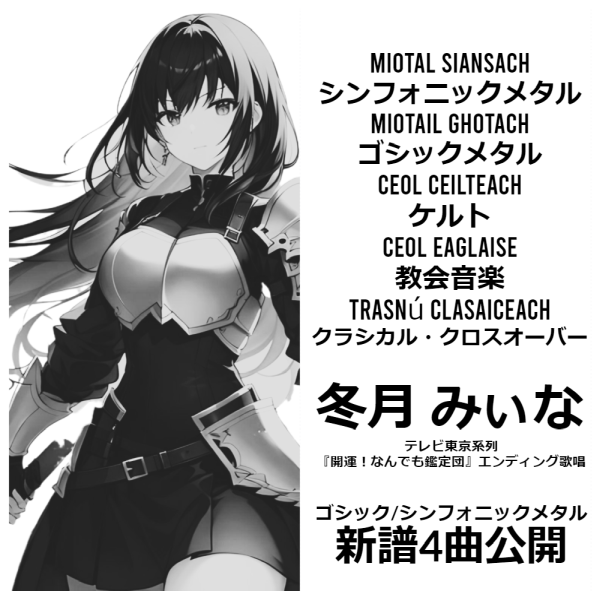 MIOTAL SIANSACH
シンフォニックメタル
MIOTAIL GHOTACH
ゴシックメタル
CEOL CEILTEACH
ケルト
CEOL EAGLAISE
教会音楽
TRASNú CLASAICEACH
クラシカル・クロスオーバー
冬月 みぃな
テレビ東京系列
『開運！なんでも鑑定団』エンディング歌唱
ゴシック/シンフォニックメタル
新譜4曲公開